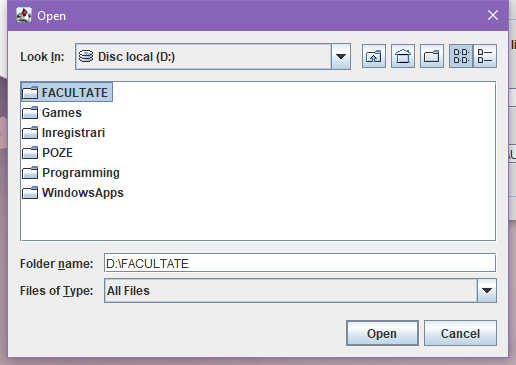 Open
Look In: Disc local (D:)
FACULTATE
Games
Inregistrari
POZE
Programming
WindowsApps
Folder name: D:\FACULTATE
Files of Type: All Files
Open Cancel